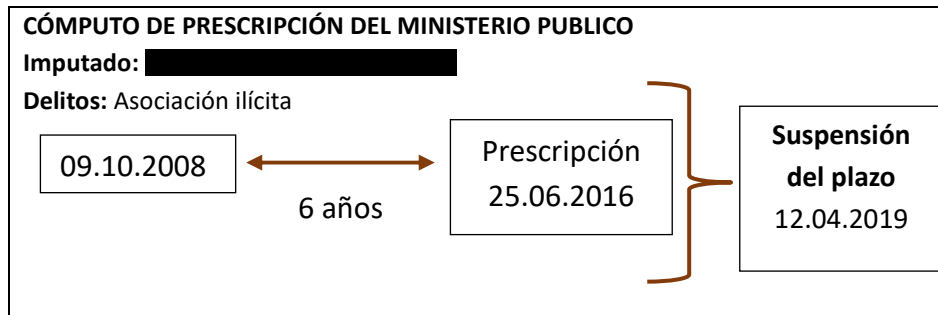 CÓMPUTO DE PRESCRIPCIÓN DEL MINISTERIO PUBLICO
Imputado:
Delitos: Asociación ilícita
09.10.2008
6 años
Prescripción
25.06.2016
Suspensión
del plazo
12.04.2019